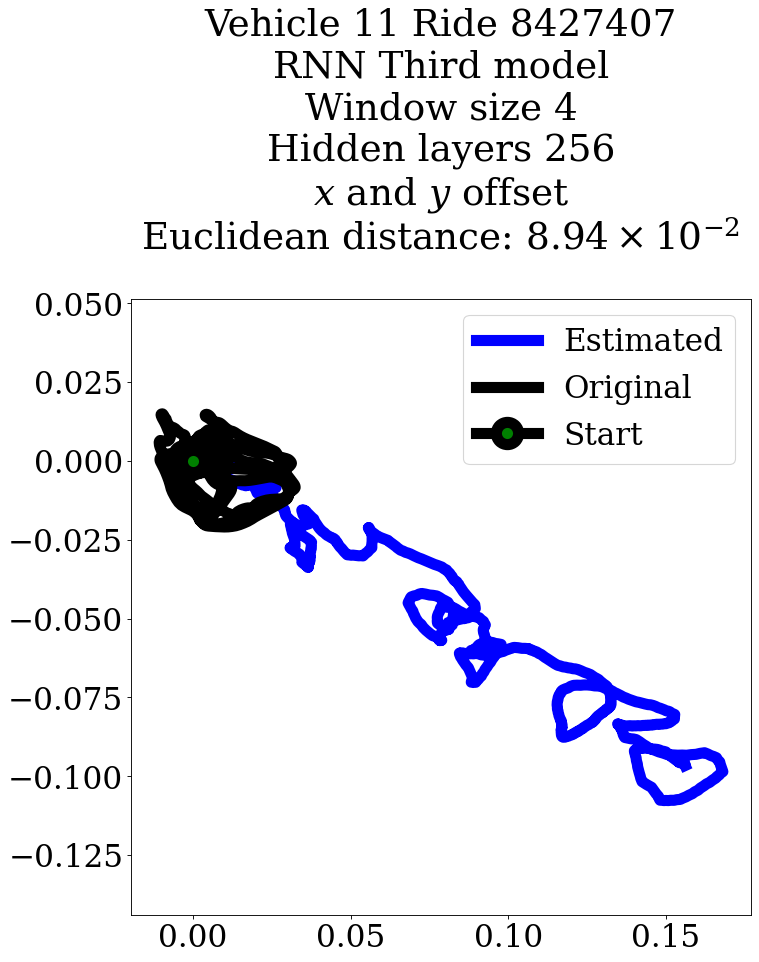 Vehicle 11 Ride 8427407
RNN Third model
Window size 4
Hidden layers 256
x and y offset
Euclidean distance: 8.94 × 10⁻²
Estimated
Original
Start
0.050
0.025
0.000
−0.025
−0.050
−0.075
−0.100
−0.125
0.00 0.05 0.10 0.15